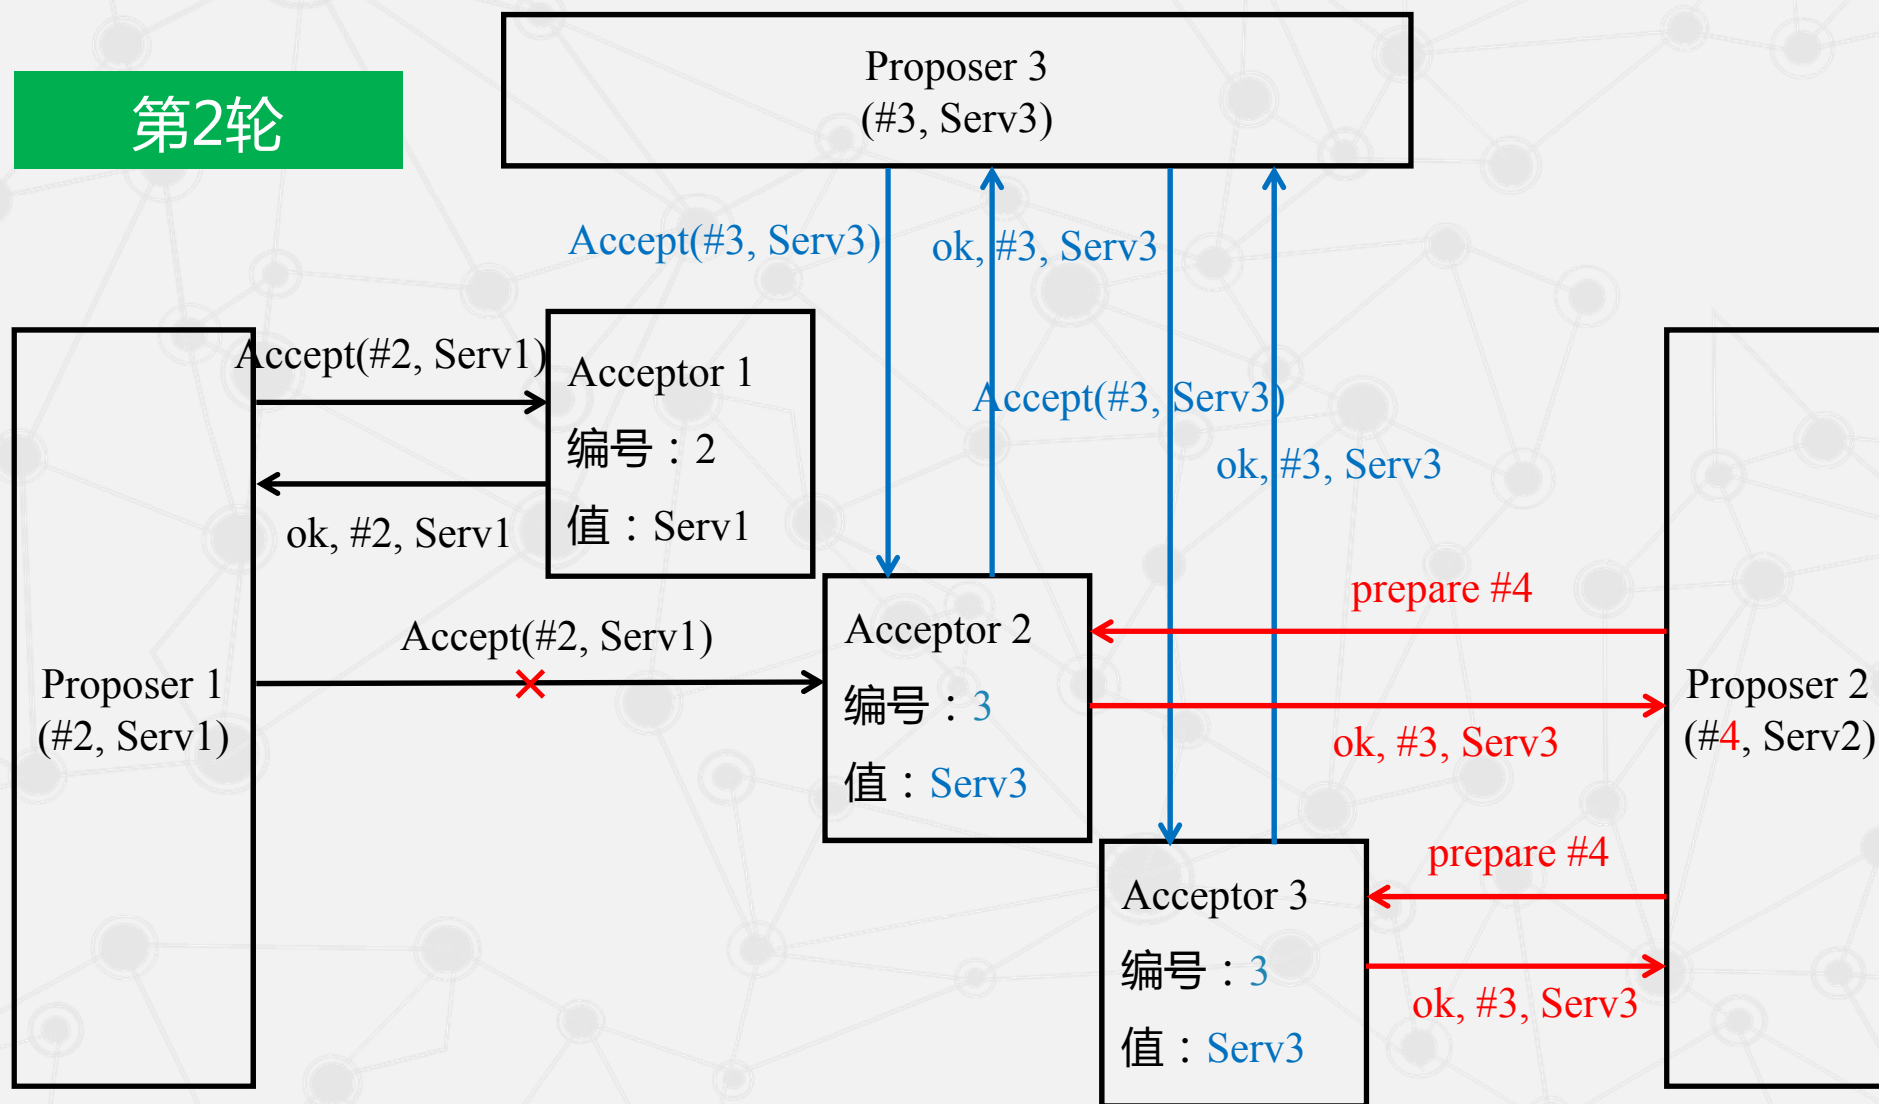 第2轮
Proposer 3
(#3, Serv3)
Accept(#3, Serv3)
ok, #3, Serv3
Accept(#2, Serv1)
Acceptor 1
编号：2
值：Serv1
ok, #2, Serv1
Accept(#3, Serv3)
ok, #3, Serv3
Proposer 1
(#2, Serv1)
Accept(#2, Serv1)
Acceptor 2
编号：3
值：Serv3
prepare #4
ok, #3, Serv3
Proposer 2
(#4, Serv2)
Acceptor 3
编号：3
值：Serv3
prepare #4
ok, #3, Serv3